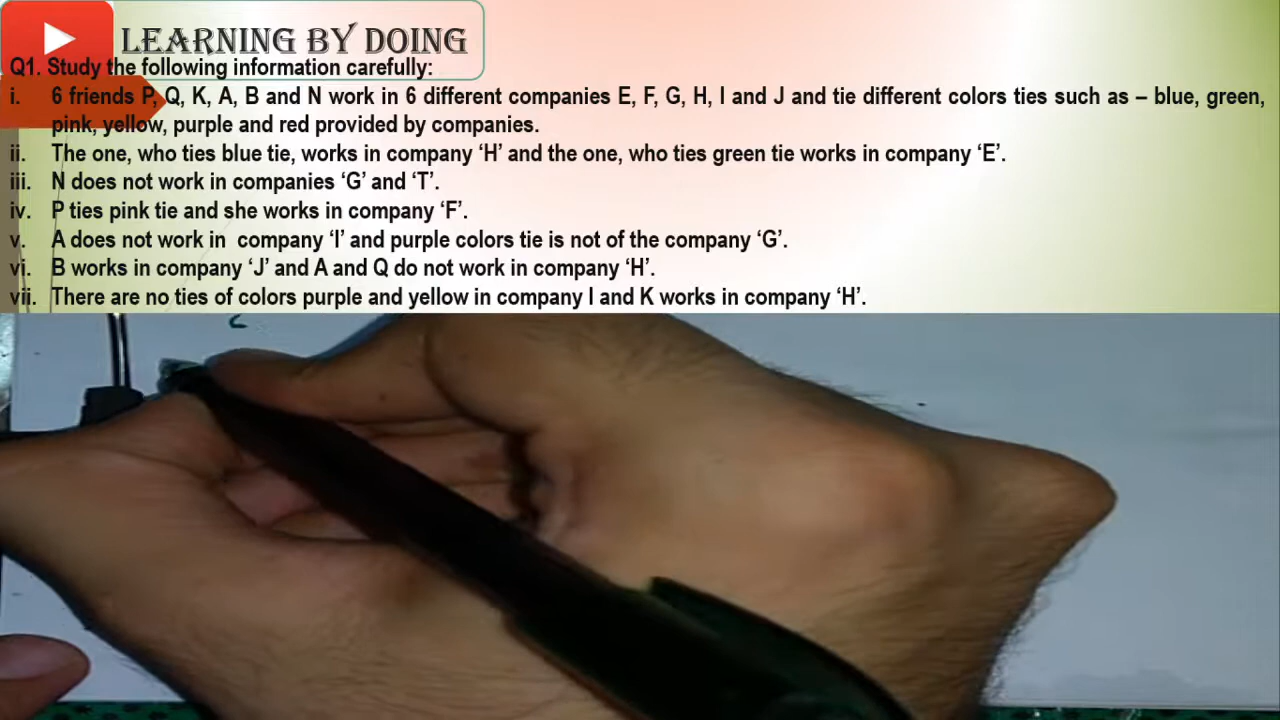 LEARNING BY DOING
Q1. Study the following information carefully:
i. 6 friends P, Q, K, A, B and N work in 6 different companies E, F, G, H, I and J and tie different colors ties such as – blue, green,
pink, yellow, purple and red provided by companies.
ii. The one, who ties blue tie, works in company ‘H’ and the one, who ties green tie works in company ‘E’.
iii. N does not work in companies ‘G’ and ‘T’.
iv. P ties pink tie and she works in company ‘F’.
v. A does not work in company ‘I’ and purple colors tie is not of the company ‘G’.
vi. B works in company ‘J’ and A and Q do not work in company ‘H’.
vii. There are no ties of colors purple and yellow in company I and K works in company ‘H’.